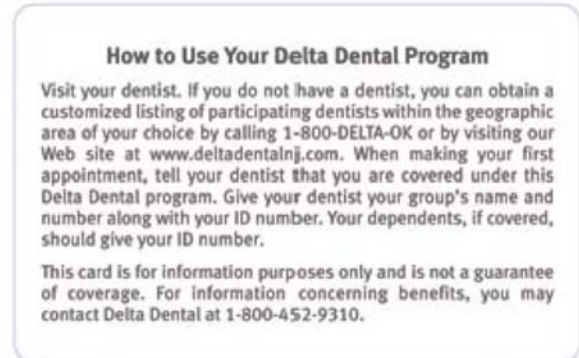 How to Use Your Delta Dental Program
Visit your dentist. If you do not have a dentist, you can obtain a
customized listing of participating dentists within the geographic
area of your choice by calling 1-800-DELTA-OK or by visiting our
Web site at www.deltadentalnj.com. When making your first
appointment, tell your dentist that you are covered under this
Delta Dental program. Give your dentist your group's name and
number along with your ID number. Your dependents, if covered,
should give your ID number.
This card is for information purposes only and is not a guarantee
of coverage. For information concerning benefits, you may
contact Delta Dental at 1-800-452-9310.